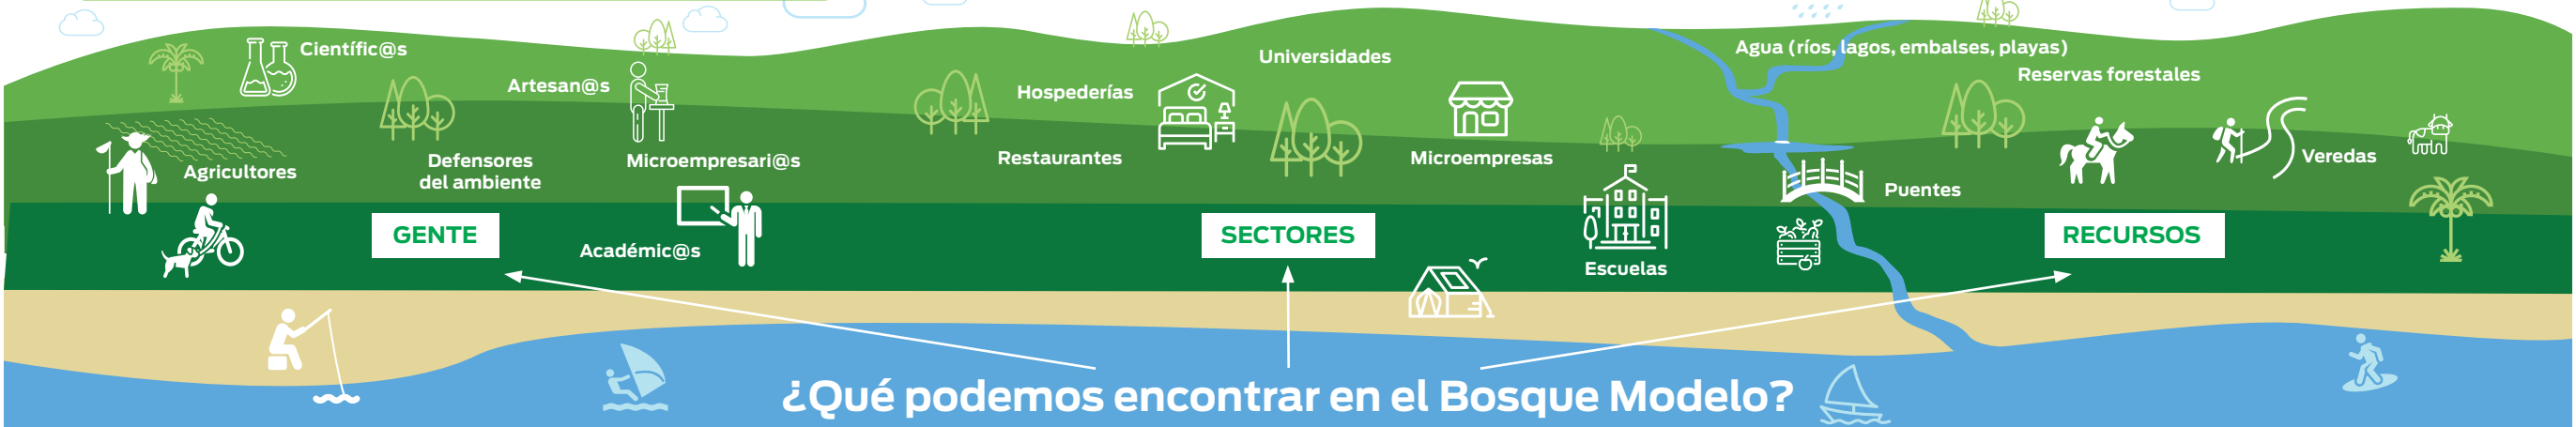 Científic@s
Artesan@s
Agricultores
Defensores
del ambiente
Microempresari@s
Académic@s
GENTE
Universidades
Hospederías
Restaurantes
Microempresas
Escuelas
SECTORES
Agua (ríos, lagos, embalses, playas)
Reservas forestales
Veredas
Puentes
RECURSOS
¿Qué podemos encontrar en el Bosque Modelo?